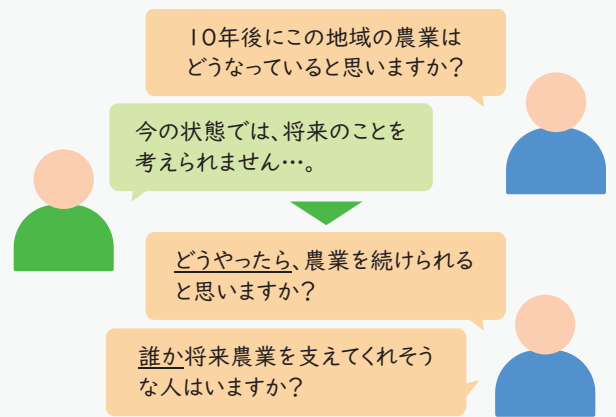 10年後にこの地域の農業は
どうなっていると思いますか？
今の状態では、将来のことを
考えられません…。
どうやったら、農業を続けられる
と思いますか？
誰か将来農業を支えてくれそう
な人はいますか？